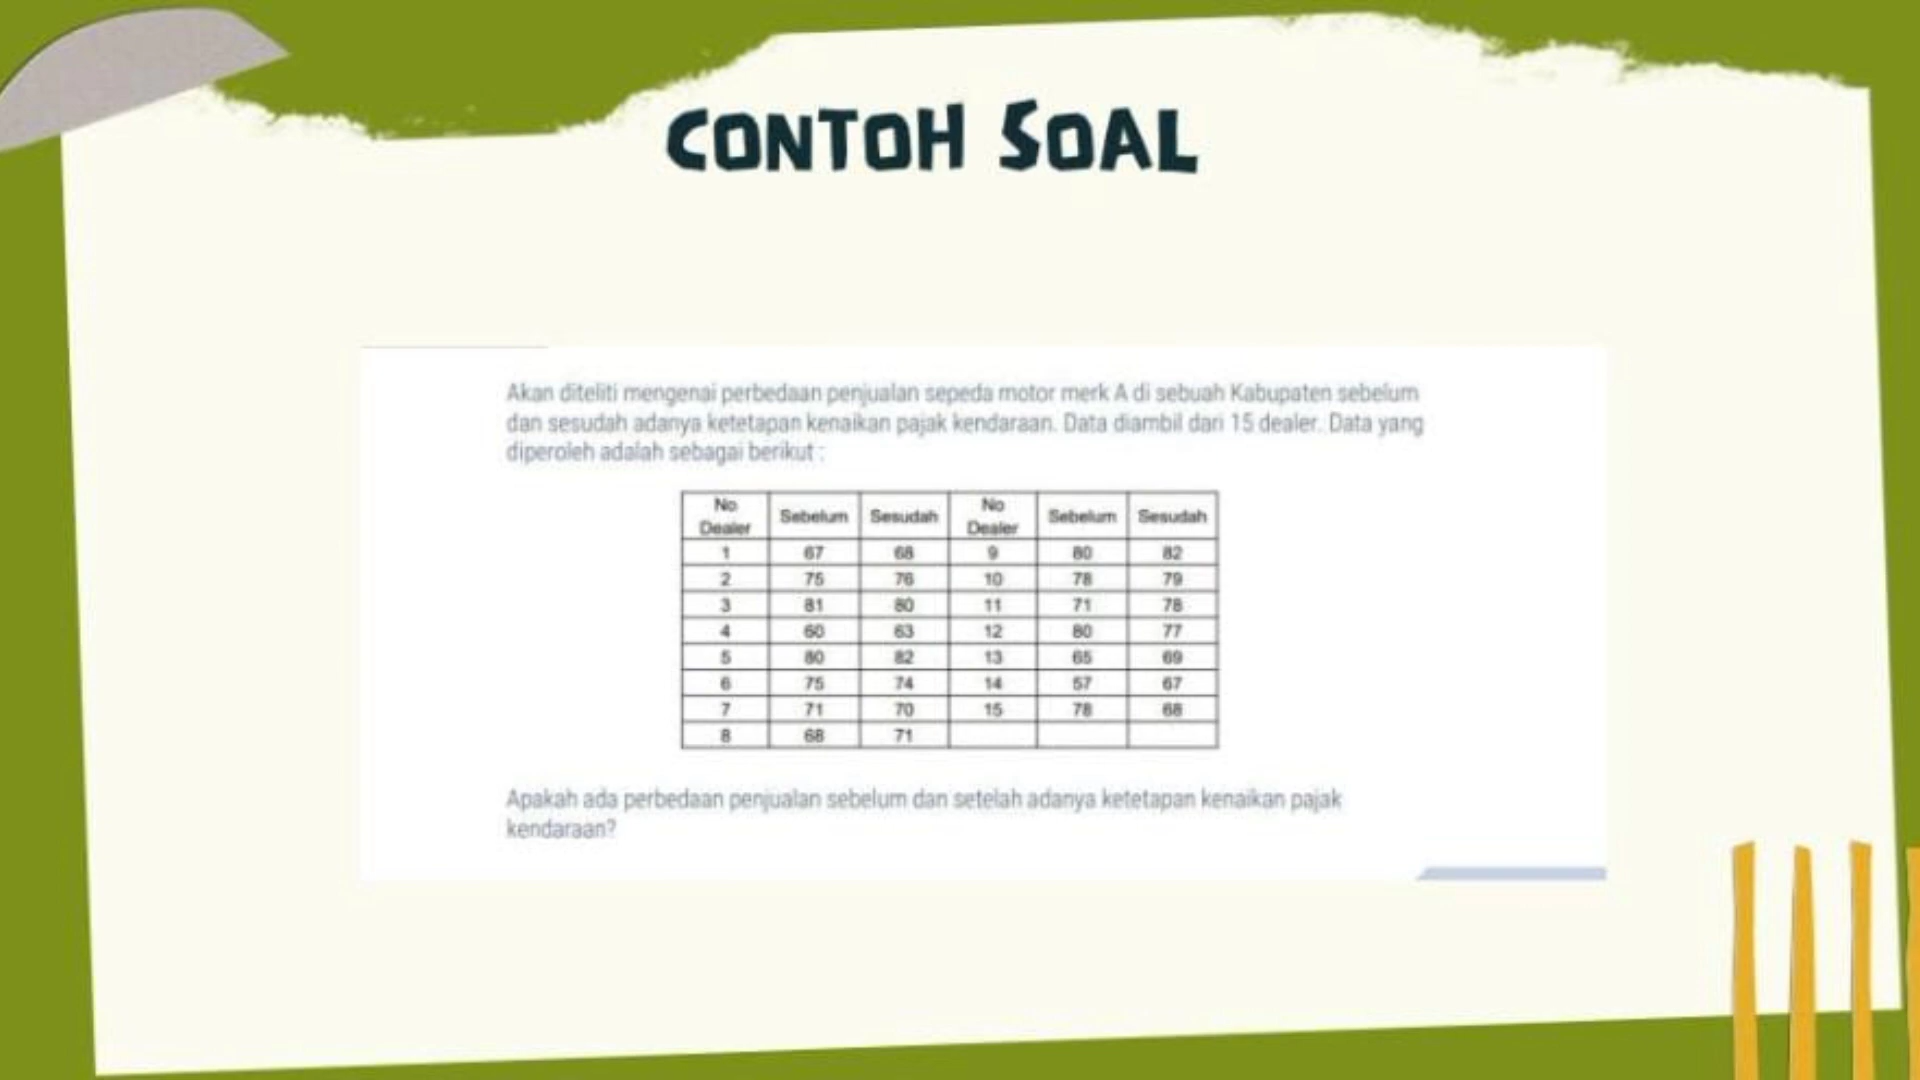 CONTOH SOAL
Akan diteliti mengenai perbedaan penjualan sepeda motor merk A di sebuah Kabupaten sebelum
dan sesudah adanya ketetapan kenaikan pajak kendaraan. Data diambil dari 15 dealer. Data yang
diperoleh adalah sebagai berikut :
No Dealer Sebelum Sesudah No Dealer Sebelum Sesudah
1 67 68 9 80 82
2 75 76 10 78 79
3 81 80 11 71 78
4 60 63 12 80 77
5 80 82 13 65 69
6 75 74 14 57 67
7 71 70 15 78 68
8 68 71
Apakah ada perbedaan penjualan sebelum dan setelah adanya ketetapan kenaikan pajak
kendaraan?